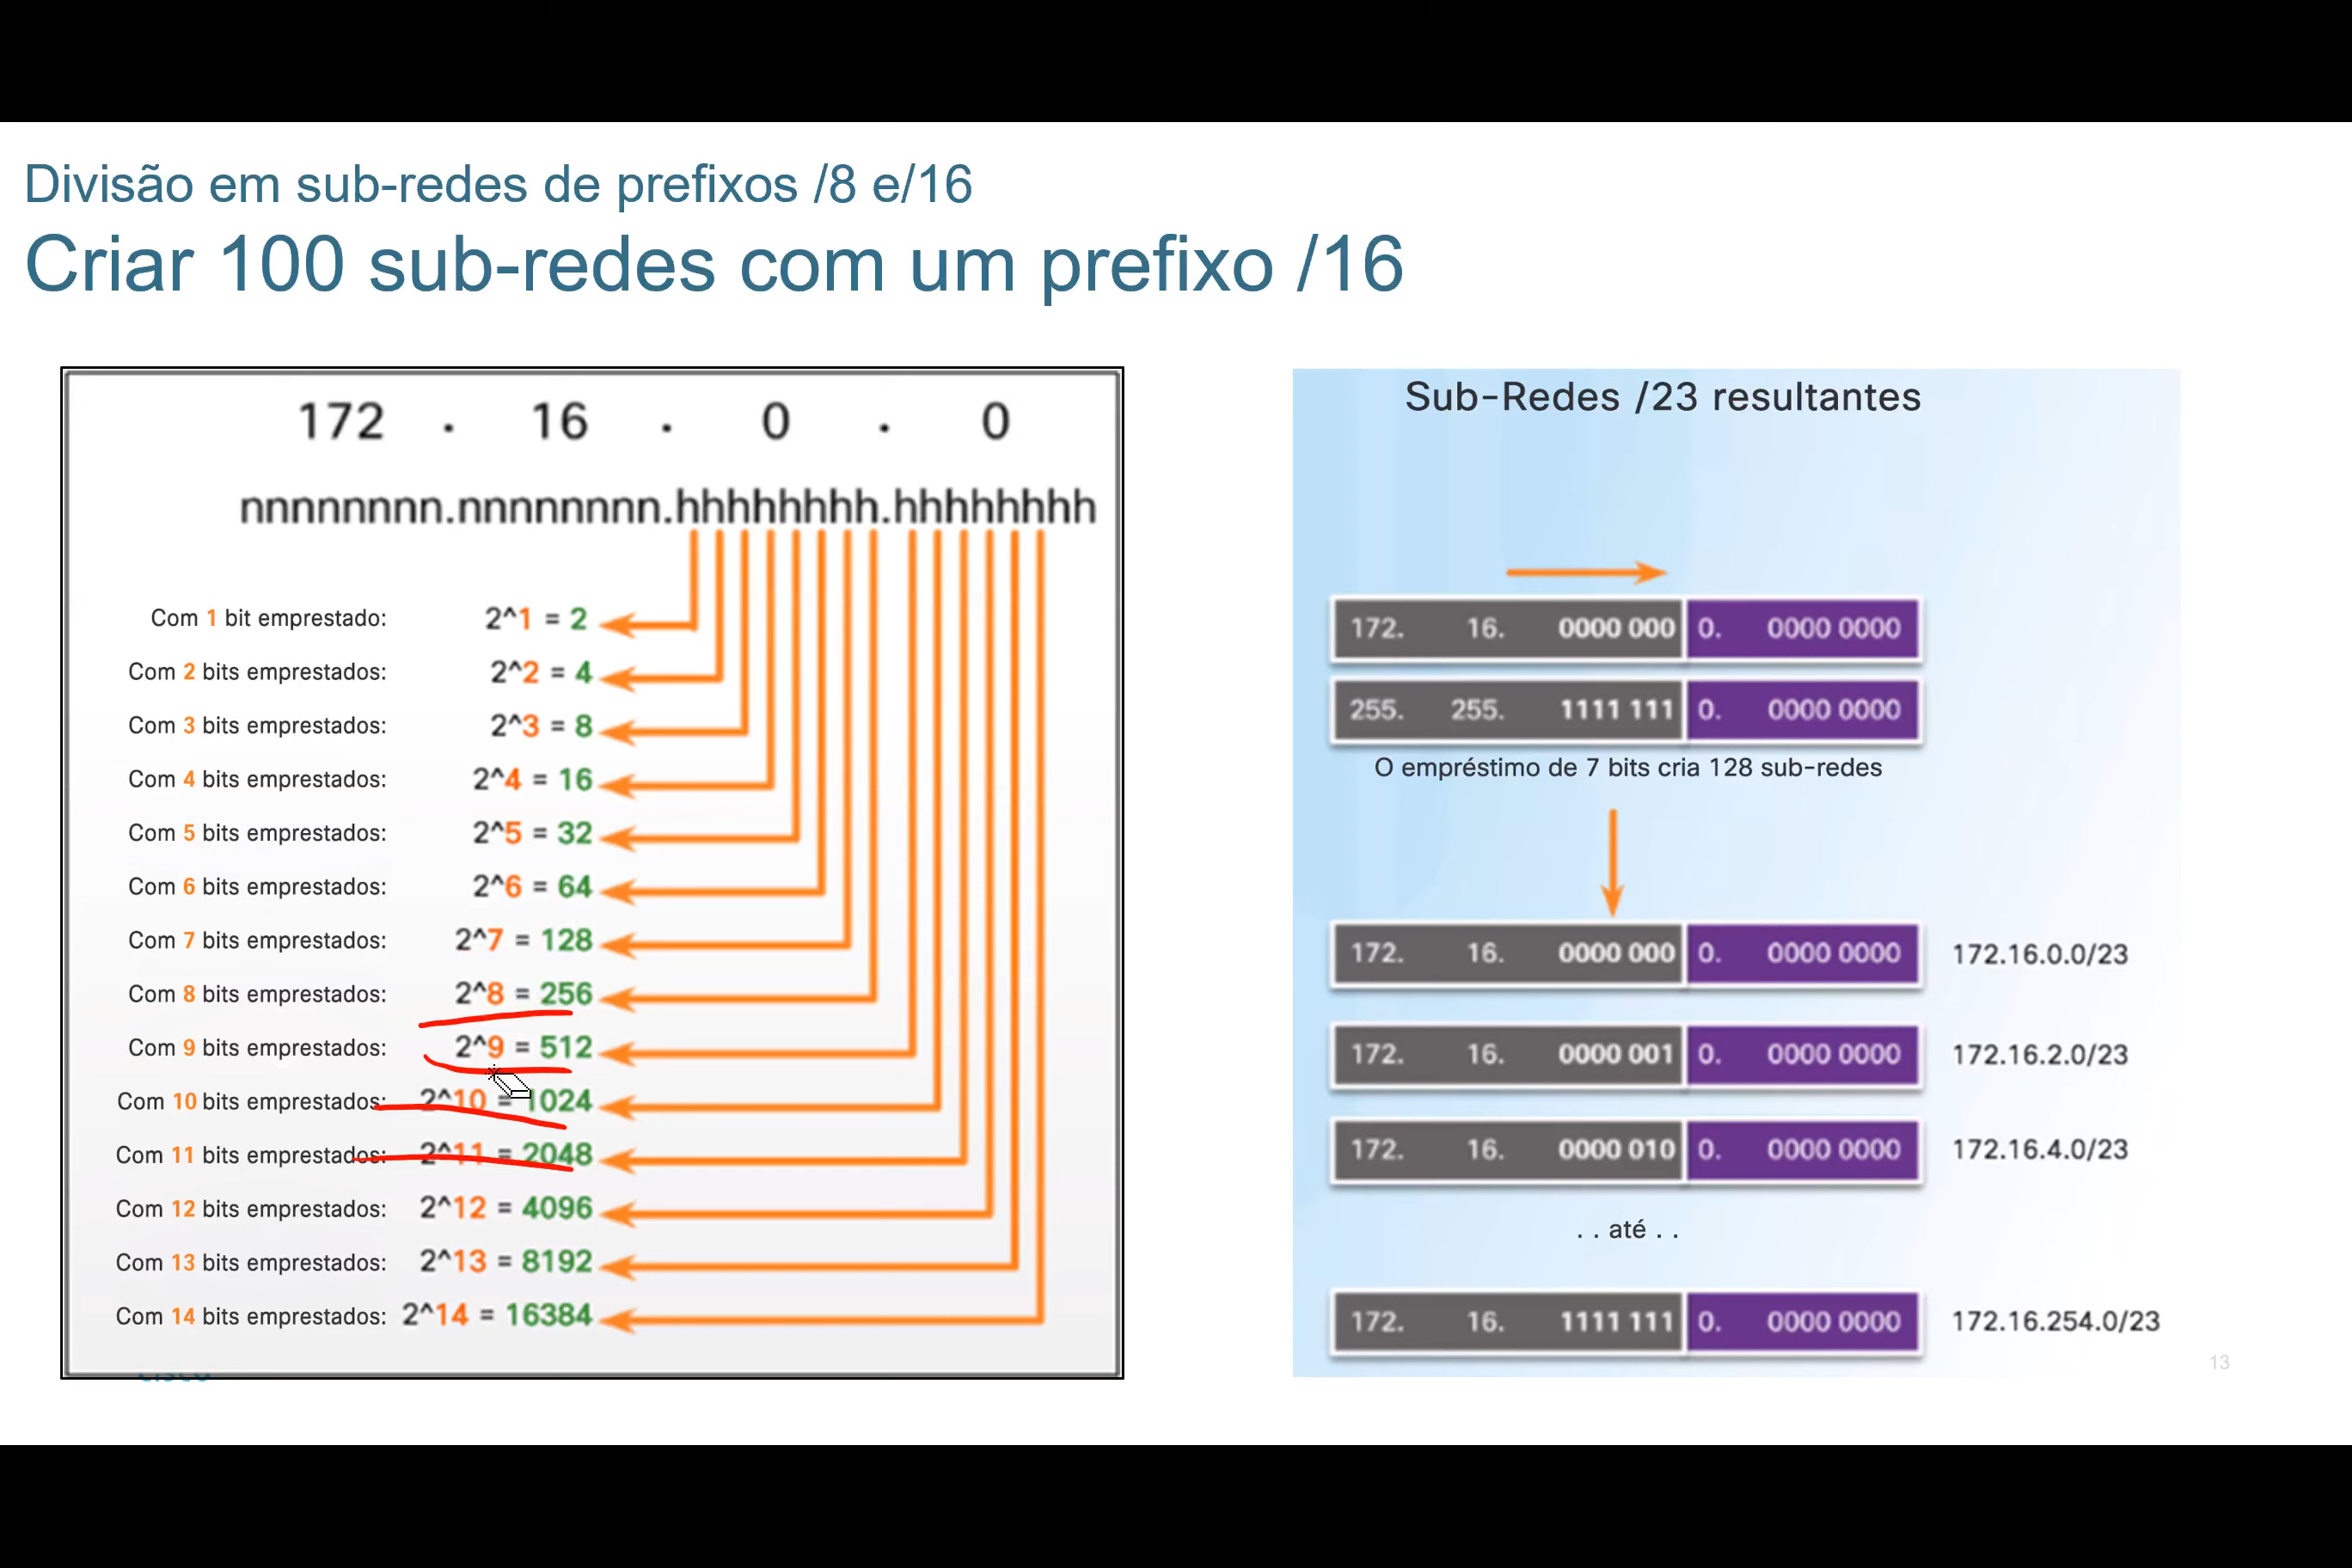 Divisão em sub-redes de prefixos /8 e/16
Criar 100 sub-redes com um prefixo /16
172 . 16 . 0 . 0
nnnnnnnn.nnnnnnnn.hhhhhhhh.hhhhhhhh
Com 1 bit emprestado: 2^1 = 2
Com 2 bits emprestados: 2^2 = 4
Com 3 bits emprestados: 2^3 = 8
Com 4 bits emprestados: 2^4 = 16
Com 5 bits emprestados: 2^5 = 32
Com 6 bits emprestados: 2^6 = 64
Com 7 bits emprestados: 2^7 = 128
Com 8 bits emprestados: 2^8 = 256
Com 9 bits emprestados: 2^9 = 512
Com 10 bits emprestados: 2^10 = 1024
Com 11 bits emprestados: 2^11 = 2048
Com 12 bits emprestados: 2^12 = 4096
Com 13 bits emprestados: 2^13 = 8192
Com 14 bits emprestados: 2^14 = 16384
Sub-Redes /23 resultantes
172. 16. 0000 000 0. 0000 0000
255. 255. 1111 111 0. 0000 0000
O empréstimo de 7 bits cria 128 sub-redes
172. 16. 0000 000 0. 0000 0000 172.16.0.0/23
172. 16. 0000 001 0. 0000 0000 172.16.2.0/23
172. 16. 0000 010 0. 0000 0000 172.16.4.0/23
. . até . .
172. 16. 1111 111 0. 0000 0000 172.16.254.0/23
13